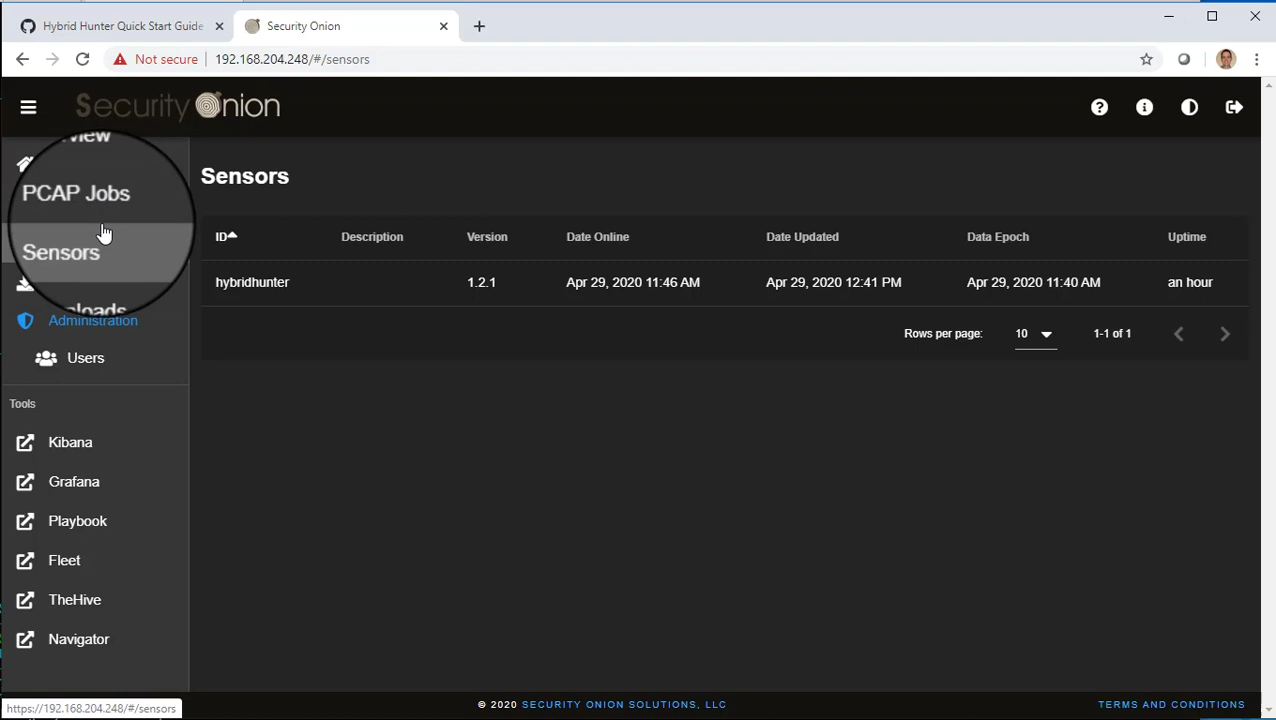 Hybrid Hunter Quick Start Guide
Security Onion
Not secure
192.168.204.248/#/sensors
Security Onion
PCAP Jobs
Sensors
Administration
Users
Tools
Kibana
Grafana
Playbook
Fleet
TheHive
Navigator
Sensors
ID Description Version Date Online Date Updated Data Epoch Uptime
hybridhunter 1.2.1 Apr 29, 2020 11:46 AM Apr 29, 2020 12:41 PM Apr 29, 2020 11:40 AM an hour
Rows per page: 10 1-1 of 1
https://192.168.204.248/#/sensors
© 2020 SECURITY ONION SOLUTIONS, LLC
TERMS AND CONDITIONS